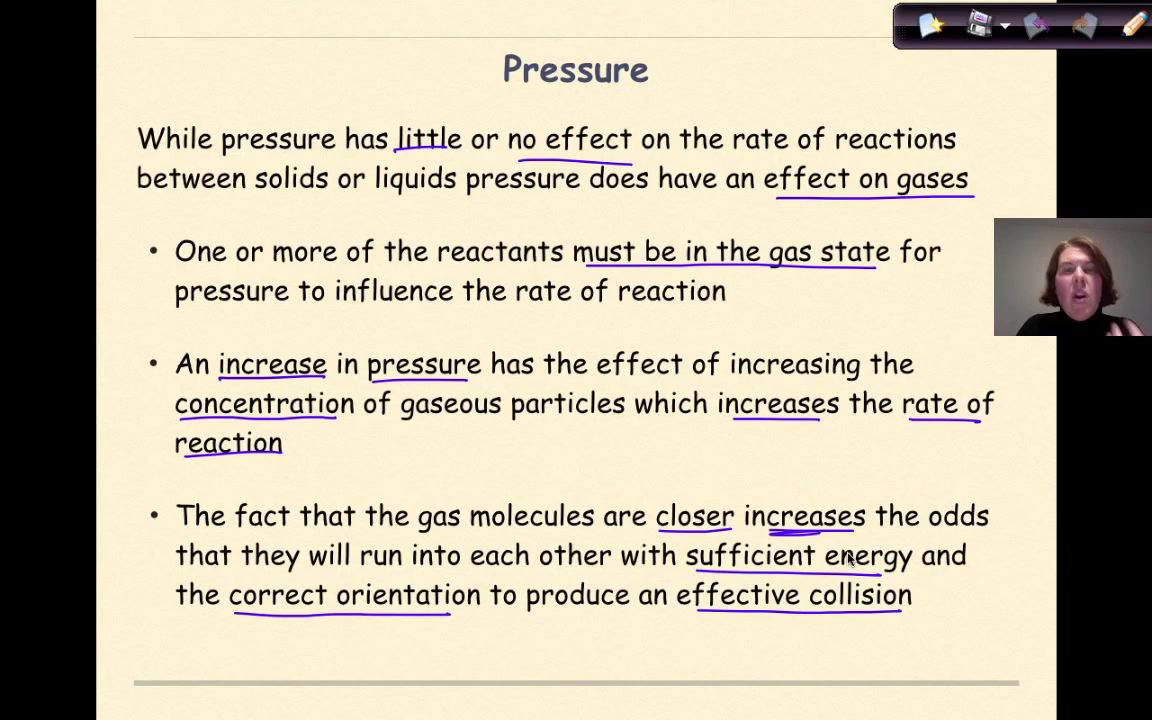 Pressure
While pressure has little or no effect on the rate of reactions
between solids or liquids pressure does have an effect on gases
• One or more of the reactants must be in the gas state for
pressure to influence the rate of reaction
• An increase in pressure has the effect of increasing the
concentration of gaseous particles which increases the rate of
reaction
• The fact that the gas molecules are closer increases the odds
that they will run into each other with sufficient energy and
the correct orientation to produce an effective collision